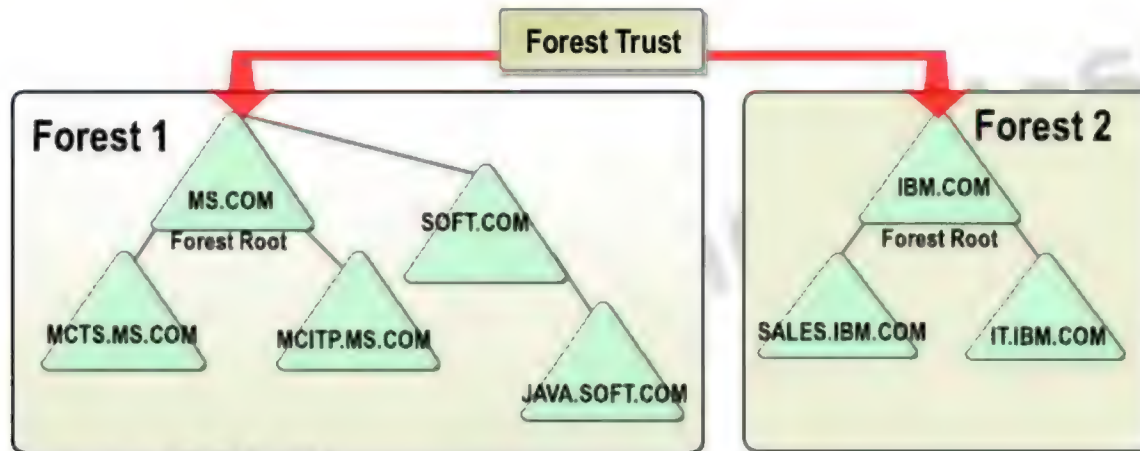 Forest Trust
Forest 1
MS.COM
Forest Root
SOFT.COM
MCTS.MS.COM
MCITP.MS.COM
JAVA.SOFT.COM
Forest 2
IBM.COM
Forest Root
SALES.IBM.COM
IT.IBM.COM